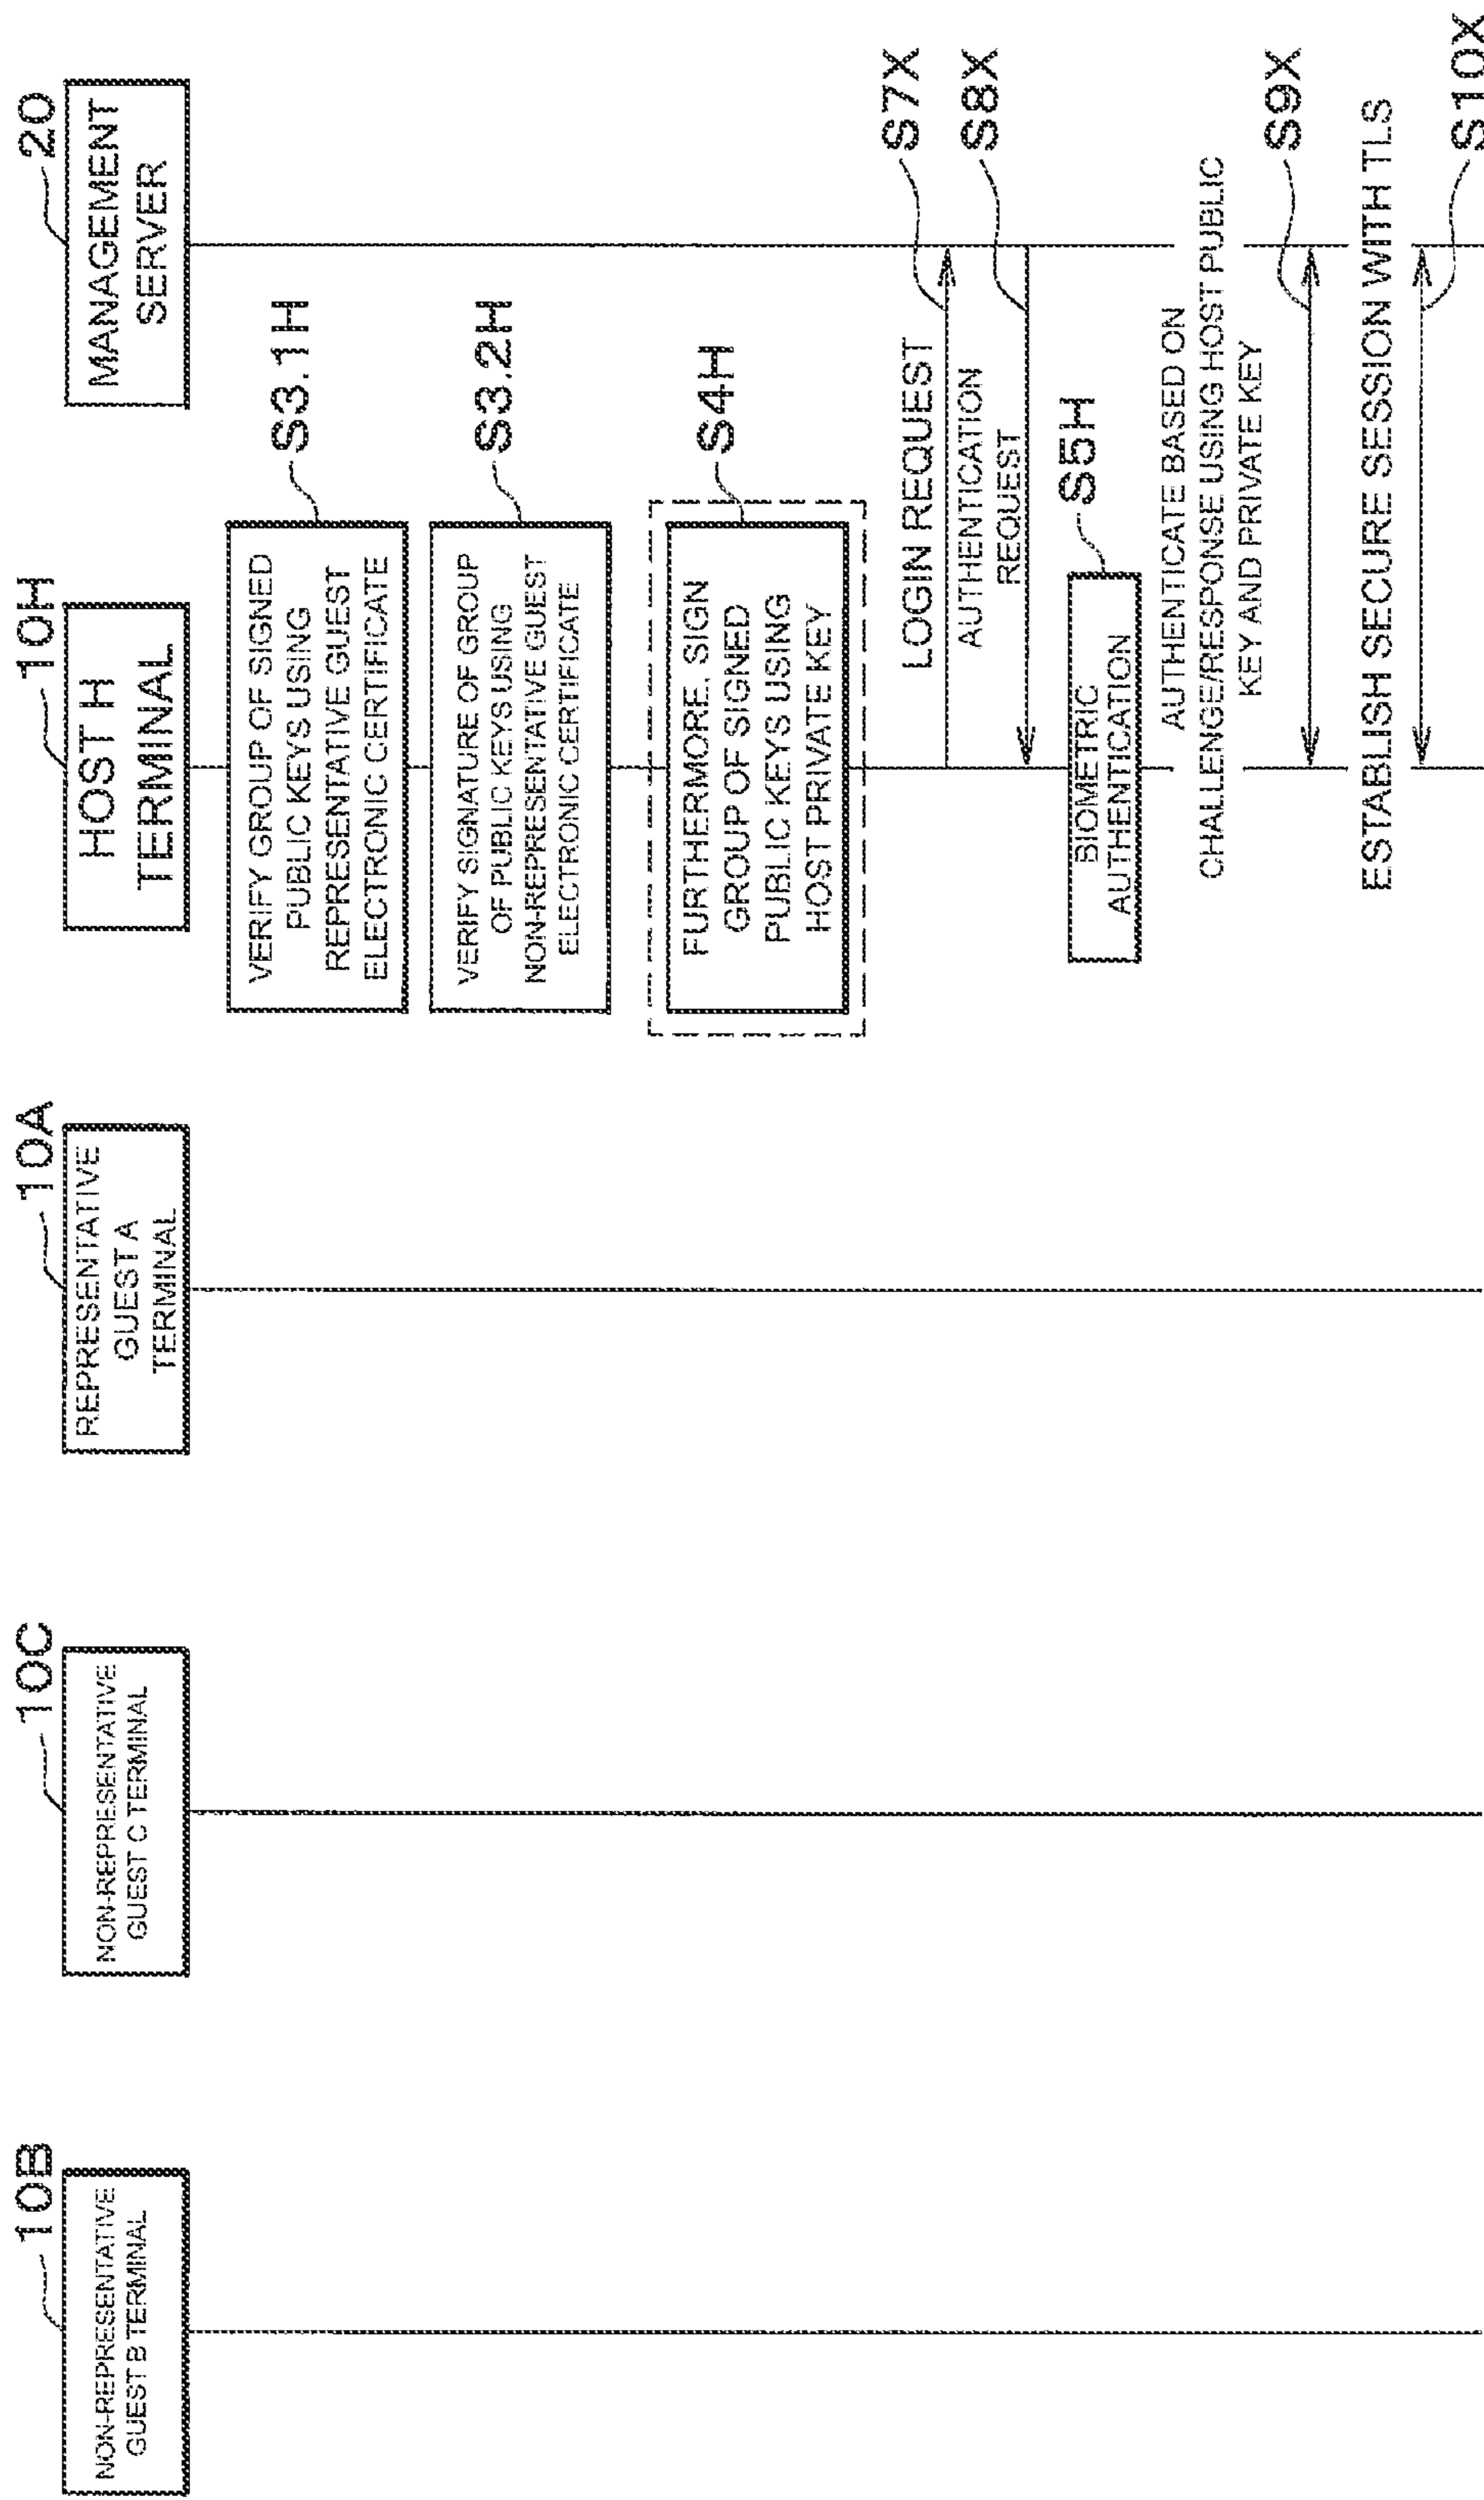 10B
NON-REPRESENTATIVE
GUEST B TERMINAL
10C
NON-REPRESENTATIVE
GUEST C TERMINAL
10A
REPRESENTATIVE
GUEST A
TERMINAL
10H
HOST H
TERMINAL
20
MANAGEMENT
SERVER
VERIFY GROUP OF SIGNED
PUBLIC KEYS USING
REPRESENTATIVE GUEST
ELECTRONIC CERTIFICATE
S3.1H
VERIFY SIGNATURE OF GROUP
OF PUBLIC KEYS USING
NON-REPRESENTATIVE GUEST
ELECTRONIC CERTIFICATE
S3.2H
FURTHERMORE, SIGN
GROUP OF SIGNED
PUBLIC KEYS USING
HOST PRIVATE KEY
S4H
LOGIN REQUEST
S7X
AUTHENTICATION
REQUEST
S8X
BIOMETRIC
AUTHENTICATION
S5H
AUTHENTICATE BASED ON
CHALLENGE/RESPONSE USING HOST PUBLIC
KEY AND PRIVATE KEY
S9X
ESTABLISH SECURE SESSION WITH TLS
S10X